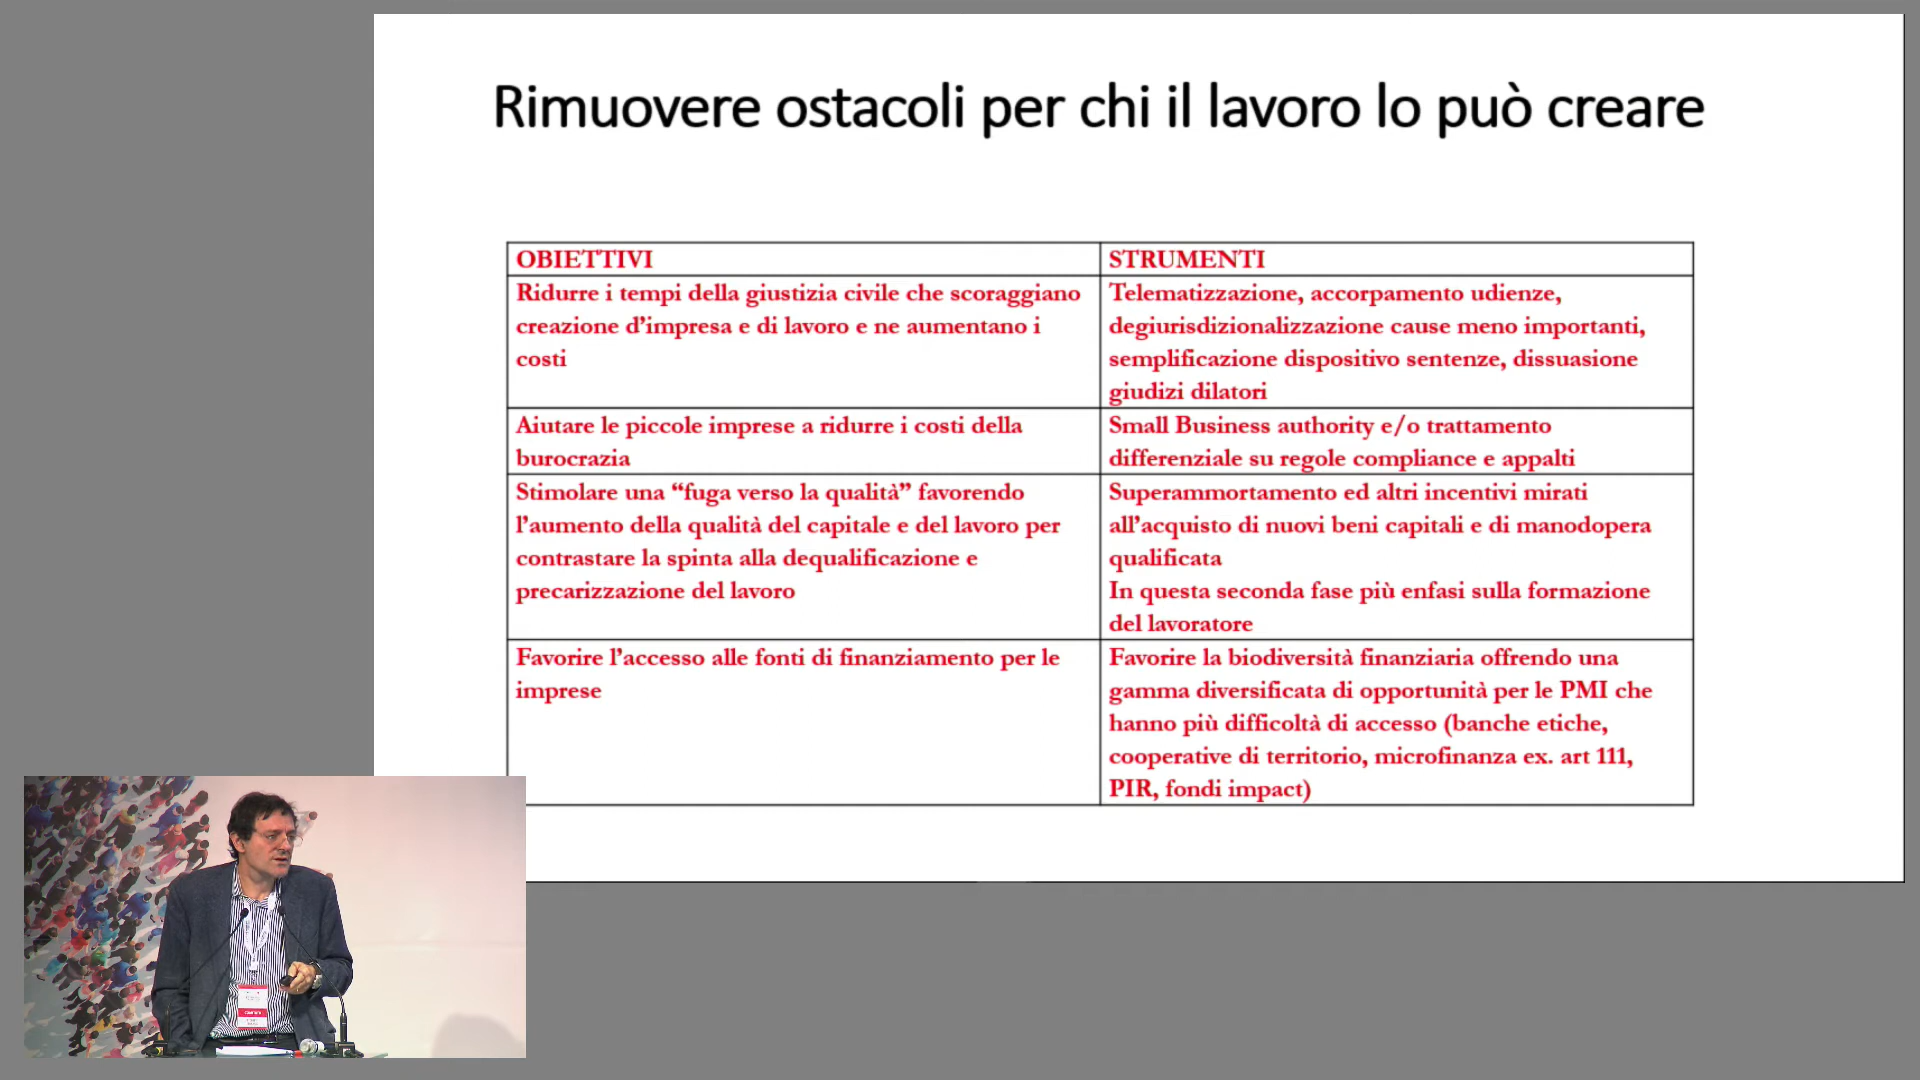 Rimuovere ostacoli per chi il lavoro lo può creare
OBIETTIVI
STRUMENTI
Ridurre i tempi della giustizia civile che scoraggiano
creazione d'impresa e di lavoro e ne aumentano i
costi
Telematizzazione, accorpamento udienze,
degiurisdizionalizzazione cause meno importanti,
semplificazione dispositivo sentenze, dissuasione
giudizi dilatori
Aiutare le piccole imprese a ridurre i costi della
burocrazia
Small Business authority e/o trattamento
differenziale su regole compliance e appalti
Stimolare una “fuga verso la qualità” favorendo
l'aumento della qualità del capitale e del lavoro per
contrastare la spinta alla dequalificazione e
precarizzazione del lavoro
Superammortamento ed altri incentivi mirati
all'acquisto di nuovi beni capitali e di manodopera
qualificata
In questa seconda fase più enfasi sulla formazione
del lavoratore
Favorire l'accesso alle fonti di finanziamento per le
imprese
Favorire la biodiversità finanziaria offrendo una
gamma diversificata di opportunità per le PMI che
hanno più difficoltà di accesso (banche etiche,
cooperative di territorio, microfinanza ex. art 111,
PIR, fondi impact)